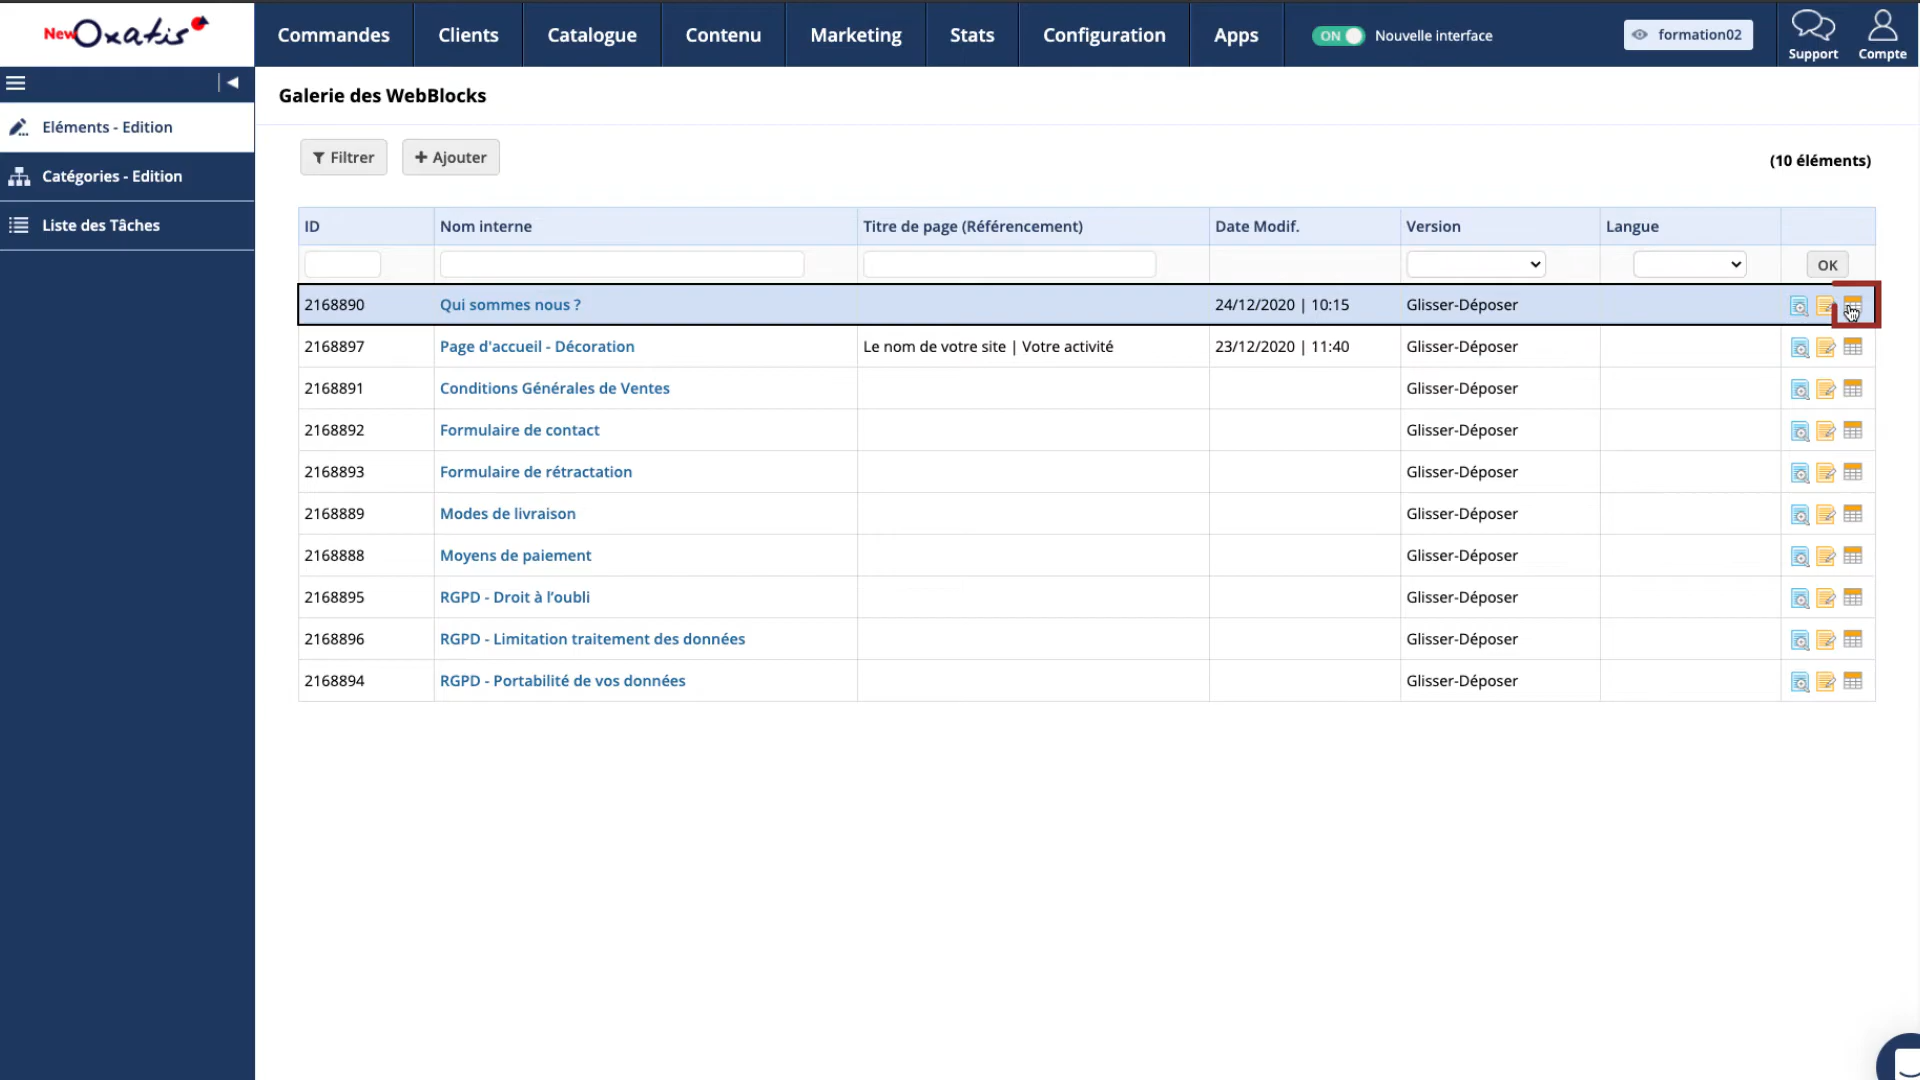 NewOxatis
Commandes
Clients
Catalogue
Contenu
Marketing
Stats
Configuration
Apps
ON
Nouvelle interface
formation02
Support
Compte
Eléments - Edition
Catégories - Edition
Liste des Tâches
Galerie des WebBlocks
Filtrer
Ajouter
(10 éléments)
ID Nom interne Titre de page (Référencement) Date Modif. Version Langue
OK
2168890 Qui sommes nous ? 24/12/2020 | 10:15 Glisser-Déposer
2168897 Page d'accueil - Décoration Le nom de votre site | Votre activité 23/12/2020 | 11:40 Glisser-Déposer
2168891 Conditions Générales de Ventes Glisser-Déposer
2168892 Formulaire de contact Glisser-Déposer
2168893 Formulaire de rétractation Glisser-Déposer
2168889 Modes de livraison Glisser-Déposer
2168888 Moyens de paiement Glisser-Déposer
2168895 RGPD - Droit à l’oubli Glisser-Déposer
2168896 RGPD - Limitation traitement des données Glisser-Déposer
2168894 RGPD - Portabilité de vos données Glisser-Déposer